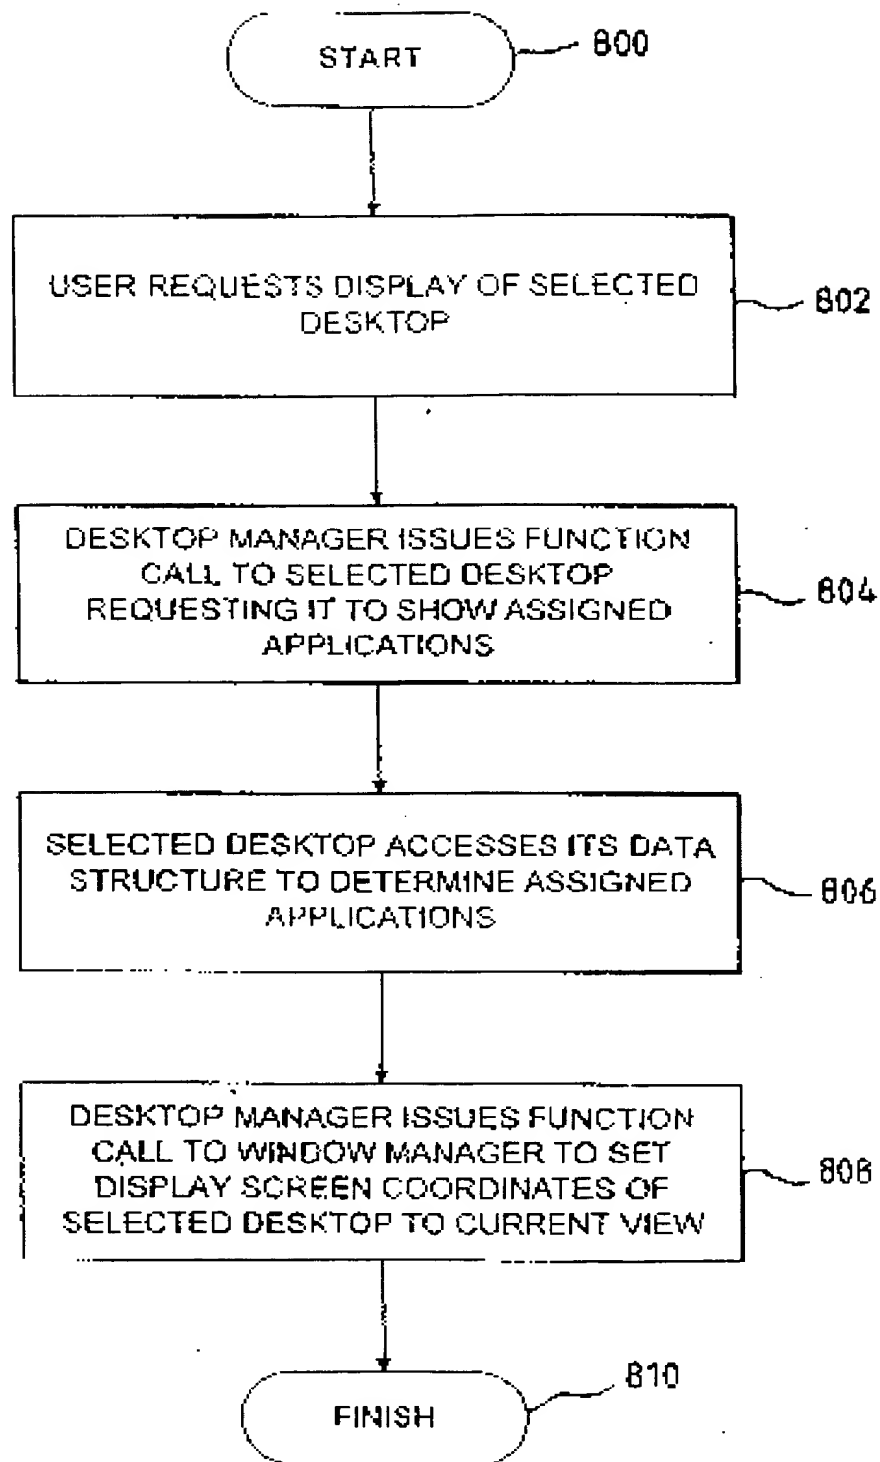 START
800
USER REQUESTS DISPLAY OF SELECTED
DESKTOP
802
DESKTOP MANAGER ISSUES FUNCTION
CALL TO SELECTED DESKTOP
REQUESTING IT TO SHOW ASSIGNED
APPLICATIONS
804
SELECTED DESKTOP ACCESSES ITS DATA
STRUCTURE TO DETERMINE ASSIGNED
APPLICATIONS
806
DESKTOP MANAGER ISSUES FUNCTION
CALL TO WINDOW MANAGER TO SET
DISPLAY SCREEN COORDINATES OF
SELECTED DESKTOP TO CURRENT VIEW
808
FINISH
810